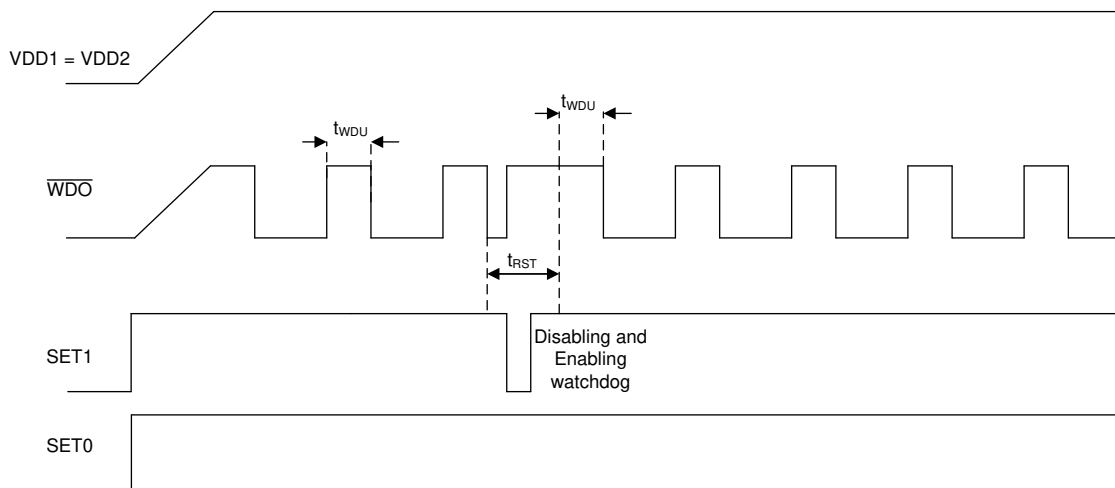 VDD1 = VDD2
tWDU
tWDU
WDO
tRST
SET1
Disabling and
Enabling
watchdog
SET0